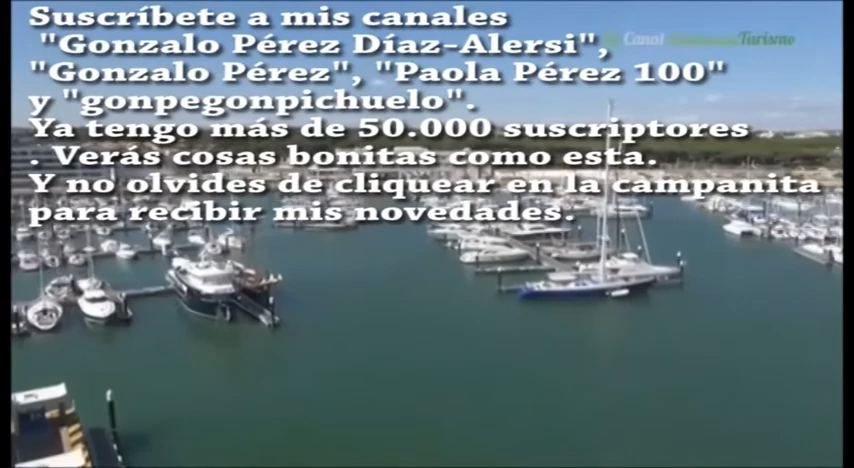 Suscríbete a mis canales
"Gonzalo Pérez Díaz-Alersi",
"Gonzalo Pérez", "Paola Pérez 100"
y "gonpegonpichuelo".
Ya tengo más de 50.000 suscriptores
. Verás cosas bonitas como esta.
Y no olvides de cliquear en la campanita
para recibir mis novedades.
Canal Turismo